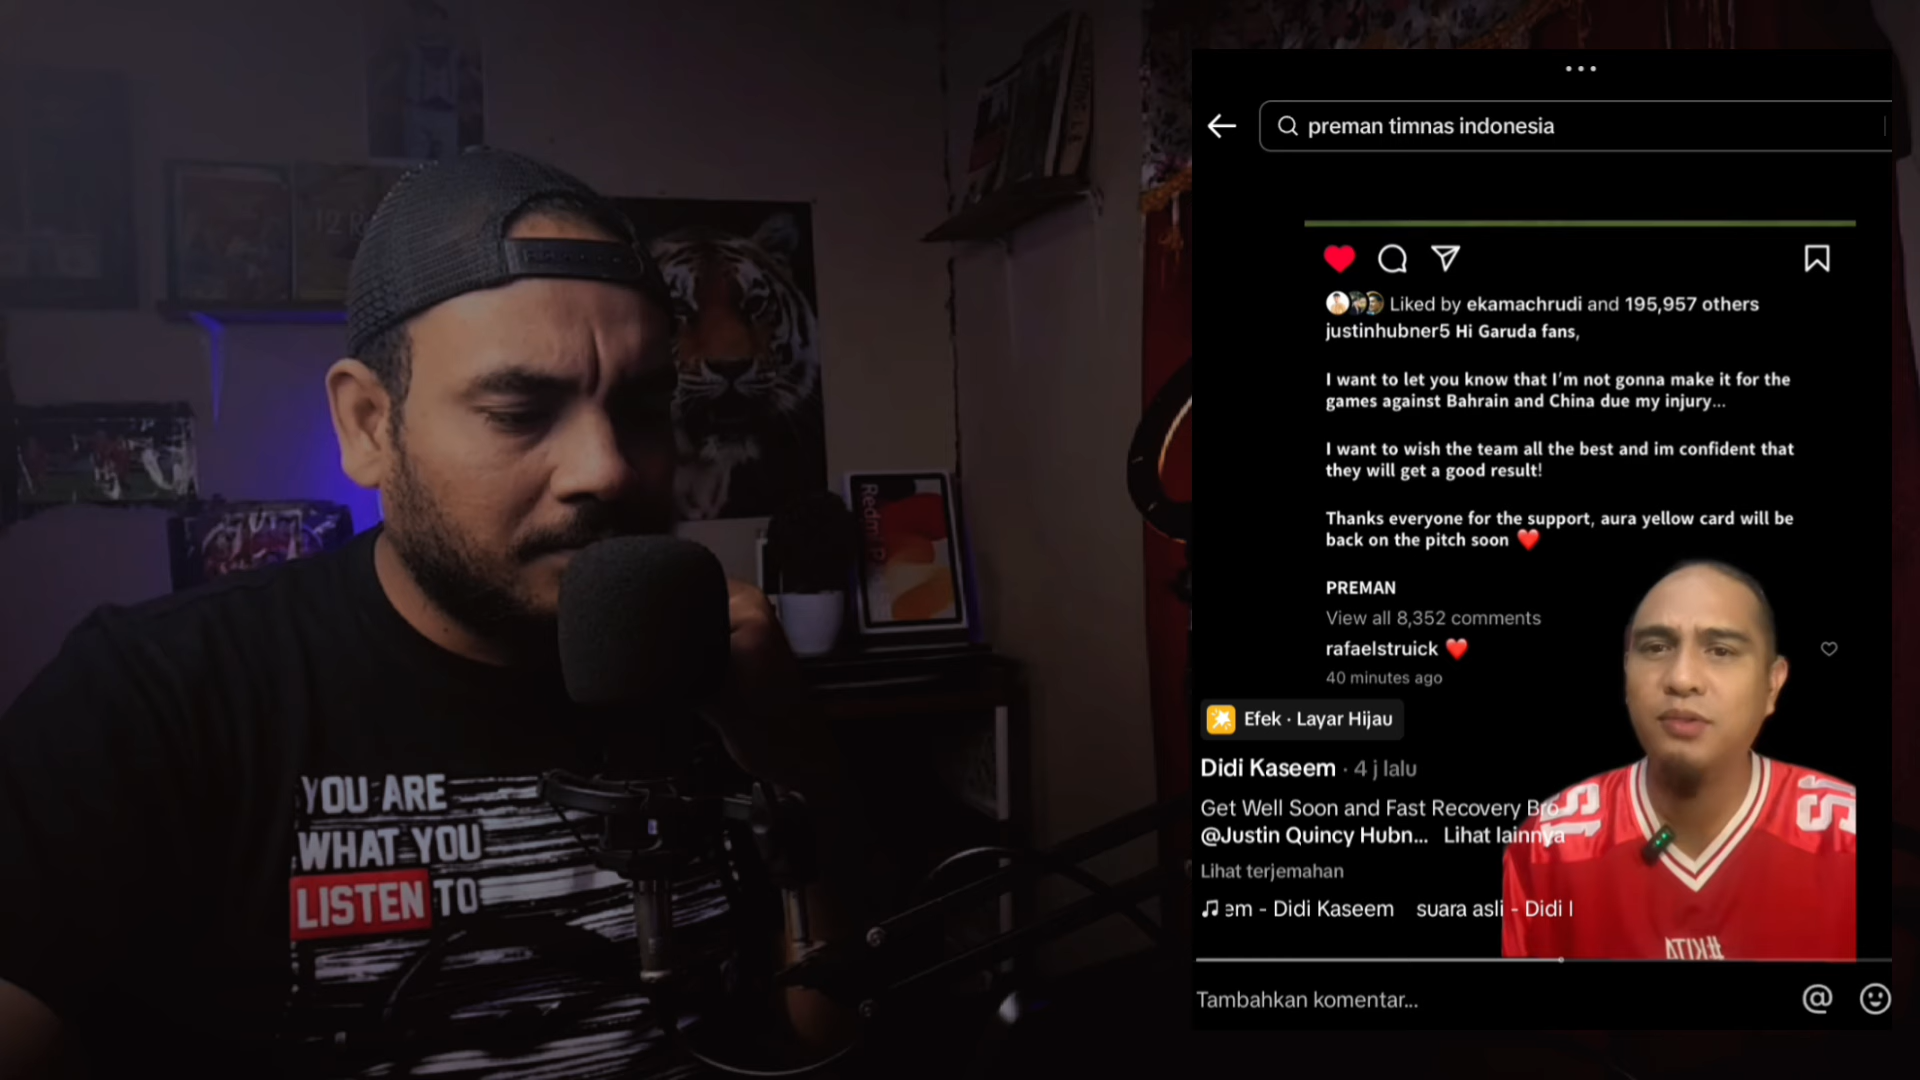 preman timnas indonesia
Liked by ekamachrudi and 195,957 others
justinhubner5 Hi Garuda fans,
I want to let you know that I'm not gonna make it for the
games against Bahrain and China due my injury...
I want to wish the team all the best and im confident that
they will get a good result!
Thanks everyone for the support, aura yellow card will be
back on the pitch soon ❤️
PREMAN
View all 8,352 comments
rafaelstruick ❤️
40 minutes ago
Efek · Layar Hijau
Didi Kaseem · 4 j lalu
Get Well Soon and Fast Recovery Bro
@Justin Quincy Hubn... Lihat lainnya
Lihat terjemahan
em - Didi Kaseem suara asli - Didi
Tambahkan komentar...
#KITA
YOU ARE
WHAT YOU
LISTEN TO
Redmi